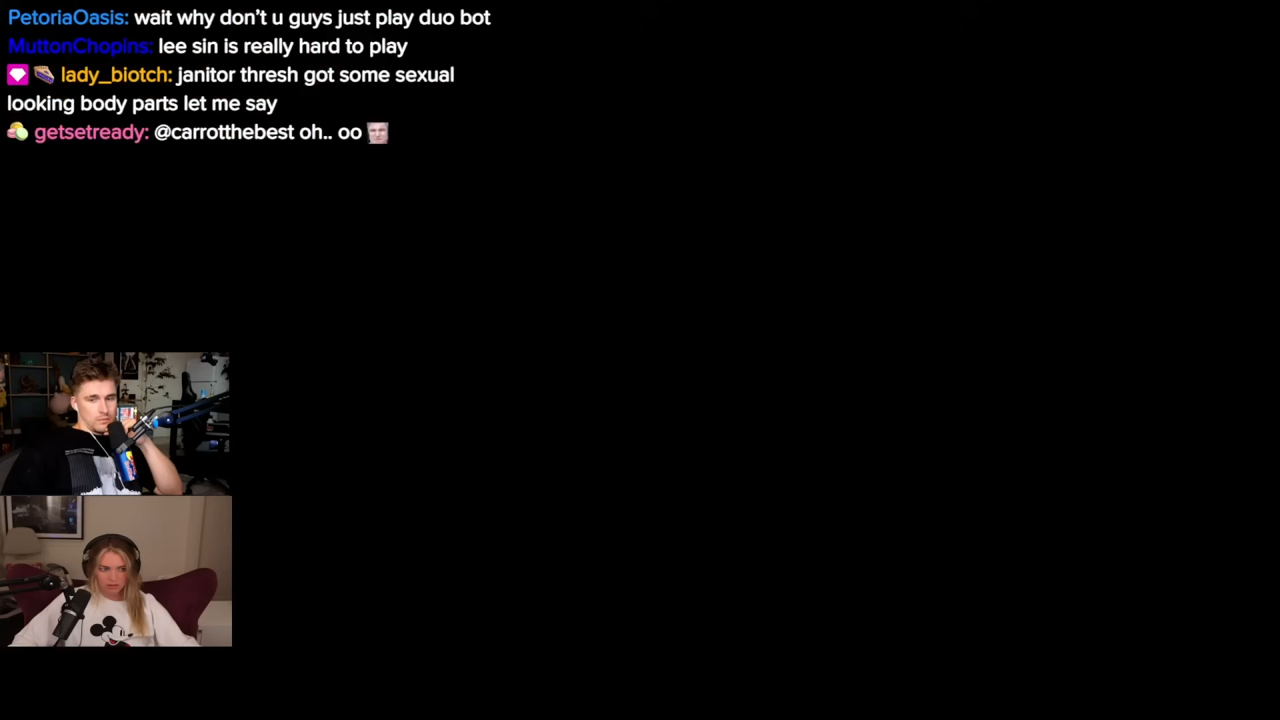 PetoriaOasis: wait why don't u guys just play duo bot
MuttonChopins: lee sin is really hard to play
lady_biotch: janitor thresh got some sexual
looking body parts let me say
getsetready: @carrotthebest oh.. oo